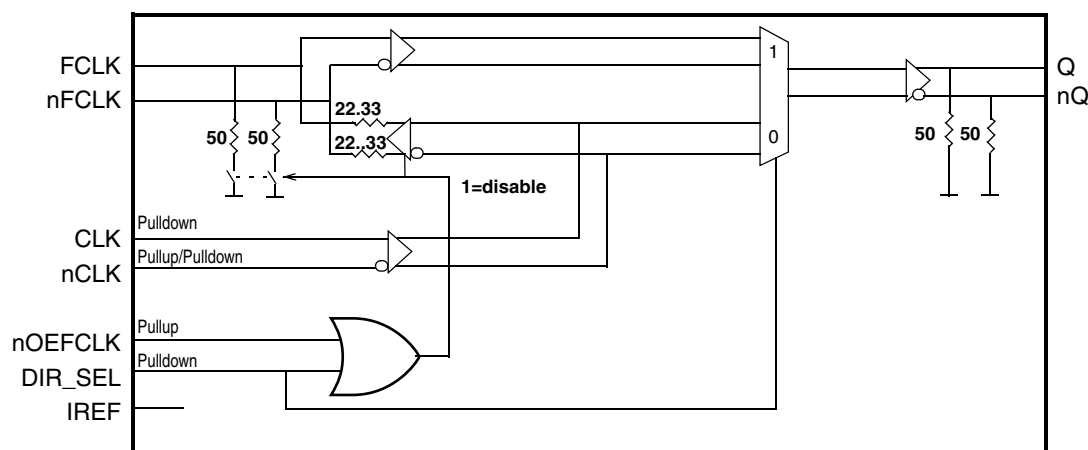 FCLK
nFCLK
22.33
22..33
50
50
1=disable
1
0
Q
nQ
50
50
Pulldown
CLK
Pullup/Pulldown
nCLK
Pullup
nOEFCLK
Pulldown
DIR_SEL
IREF